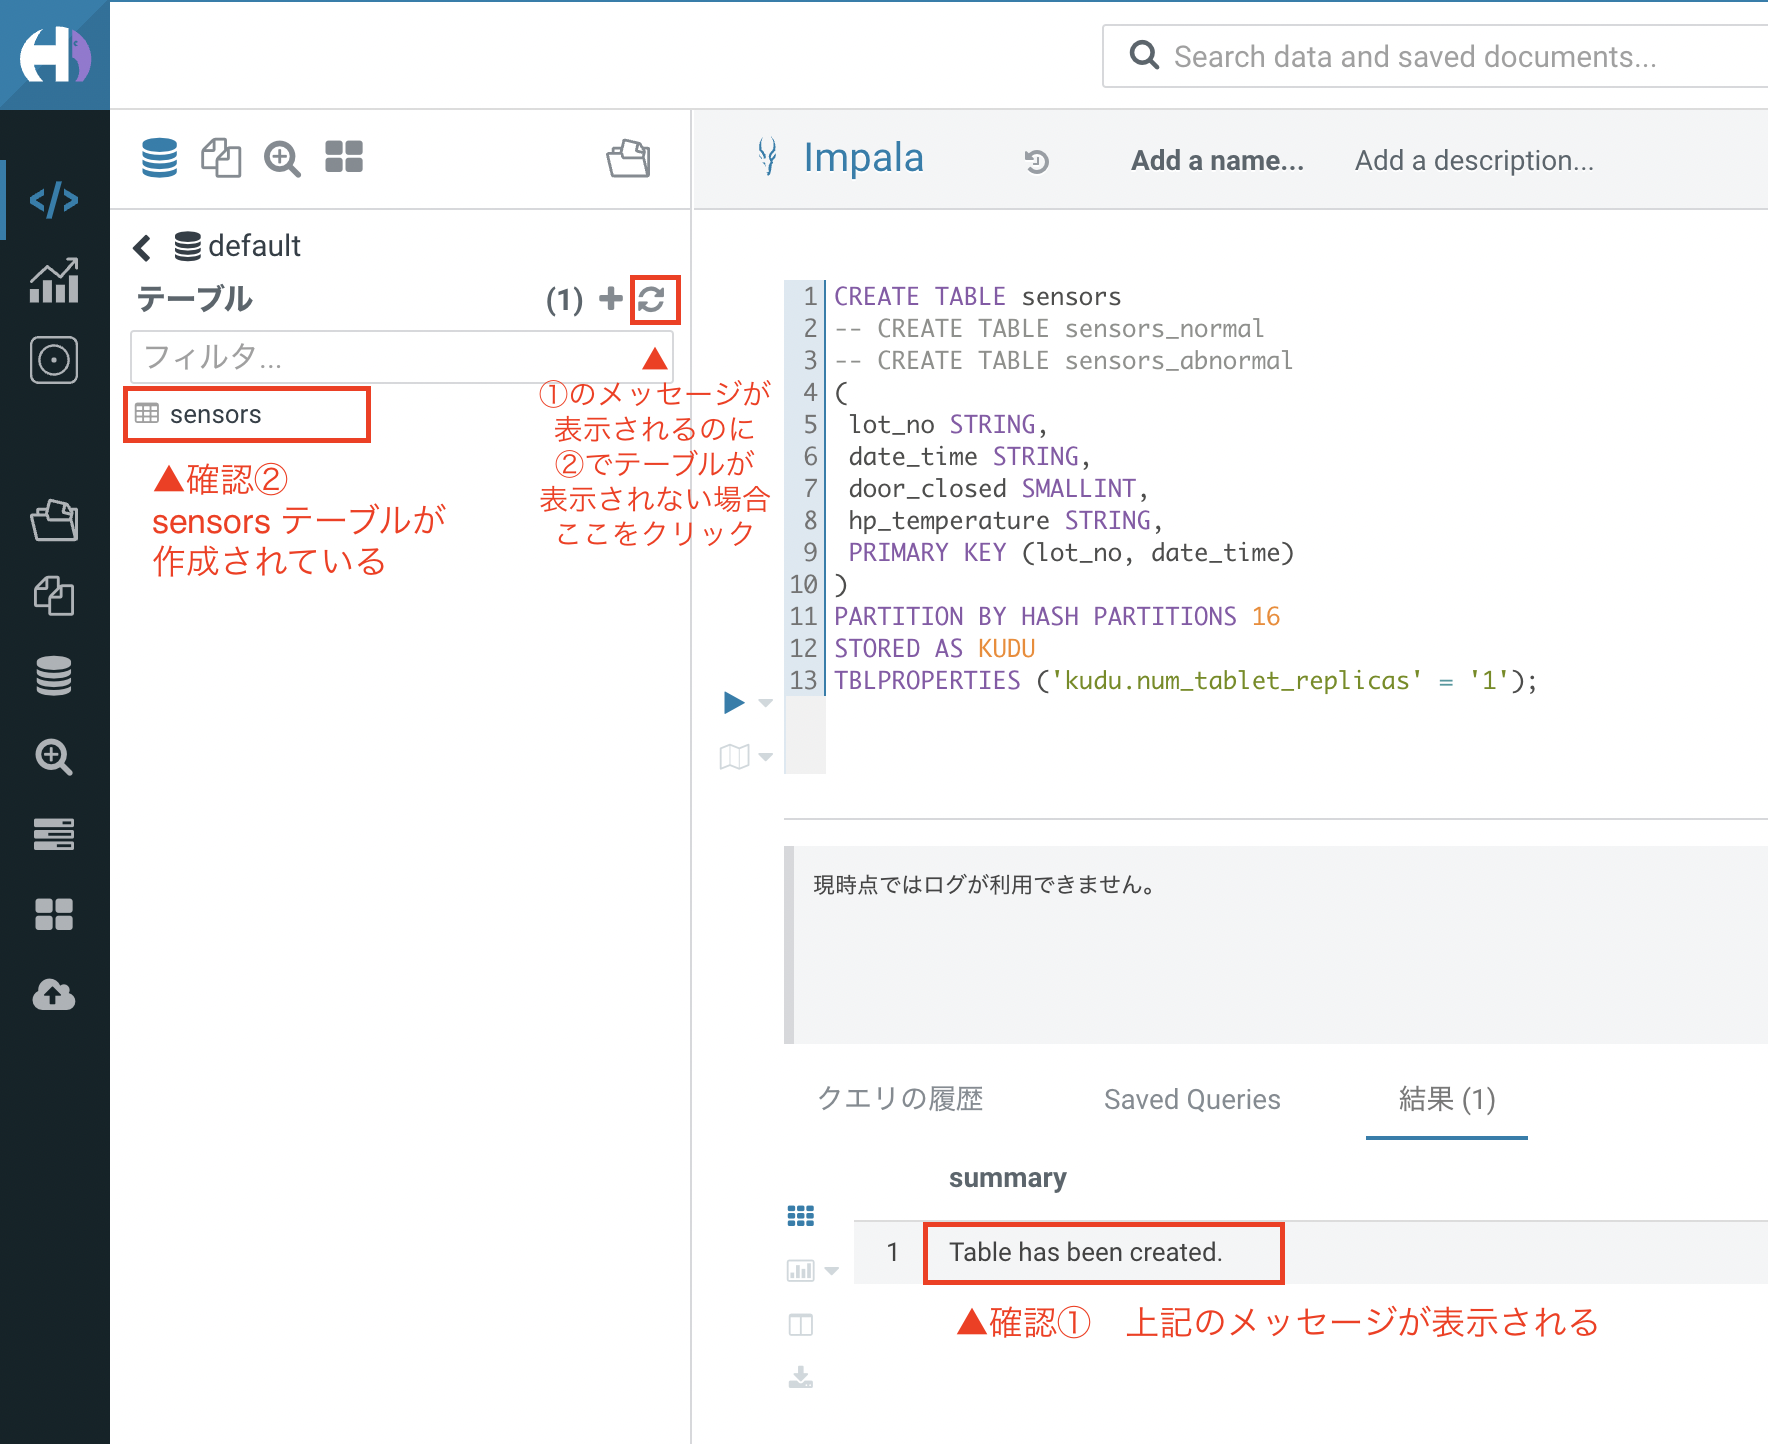 Search data and saved documents...
Impala
Add a name...
Add a description...
default
テーブル
(1)
フィルタ...
sensors
▲確認②
sensors テーブルが
作成されている
▲
①のメッセージが
表示されるのに
②でテーブルが
表示されない場合
ここをクリック
1 CREATE TABLE sensors
2 -- CREATE TABLE sensors_normal
3 -- CREATE TABLE sensors_abnormal
4 (
5 lot_no STRING,
6 date_time STRING,
7 door_closed SMALLINT,
8 hp_temperature STRING,
9 PRIMARY KEY (lot_no, date_time)
10 )
11 PARTITION BY HASH PARTITIONS 16
12 STORED AS KUDU
13 TBLPROPERTIES ('kudu.num_tablet_replicas' = '1');
現時点ではログが利用できません。
クエリの履歴
Saved Queries
結果 (1)
summary
1 Table has been created.
▲確認①　上記のメッセージが表示される